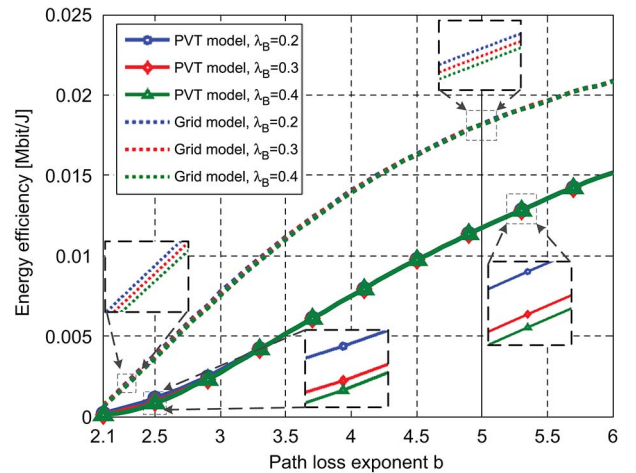 0.025
0.02
0.015
0.01
0.005
0
Energy efficiency [Mbit/J]
PVT model, λB=0.2
PVT model, λB=0.3
PVT model, λB=0.4
Grid model, λB=0.2
Grid model, λB=0.3
Grid model, λB=0.4
2.1 2.5 3 3.5 4 4.5 5 5.5 6
Path loss exponent b